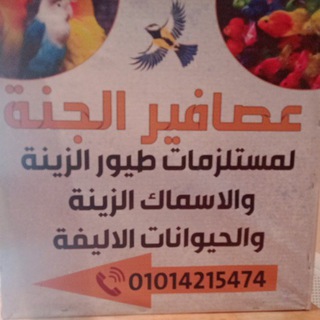 عصافير الجنة
لمستلزمات طيور الزينة
والاسماك الزينة
والحيوانات الاليفة
01014215474